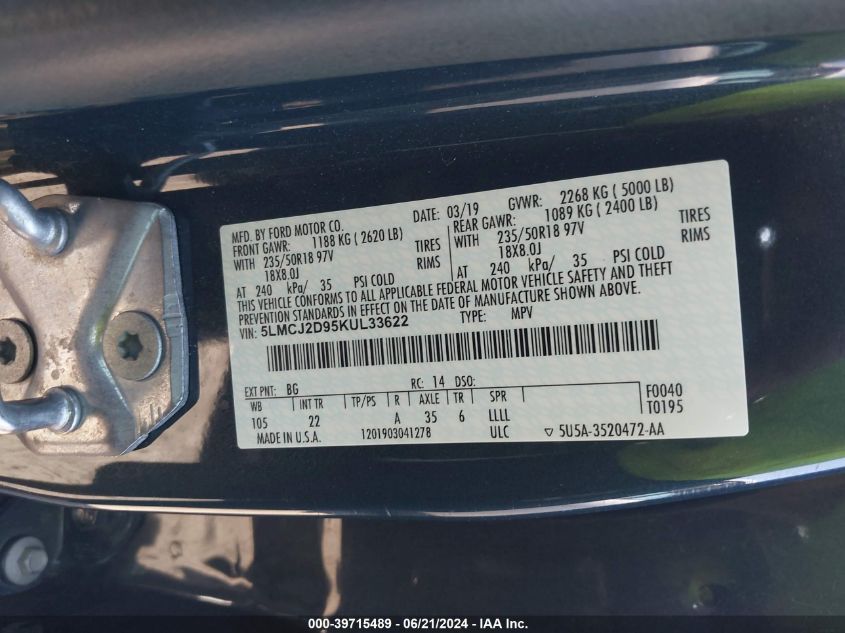 MFD. BY FORD MOTOR CO. DATE: 03/19 GVWR: 2268 KG ( 5000 LB)
FRONT GAWR: 1188 KG ( 2620 LB) REAR GAWR: 1089 KG ( 2400 LB)
WITH 235/50R18 97V TIRES WITH 235/50R18 97V TIRES
18X8.0J RIMS 18X8.0J RIMS
AT 240 kPa/ 35 PSI COLD AT 240 kPa/ 35 PSI COLD
THIS VEHICLE CONFORMS TO ALL APPLICABLE FEDERAL MOTOR VEHICLE SAFETY AND THEFT
PREVENTION STANDARDS IN EFFECT ON THE DATE OF MANUFACTURE SHOWN ABOVE.
VIN: 5LMCJ2D95KUL33622 TYPE: MPV
EXT PNT: BG RC: 14 DSO: F0040
WB INT TR TP/PS R AXLE TR SPR T0195
105 22 A 35 6 LLLL
MADE IN U.S.A. 1201903041278 ULC ▽ 5U5A-3520472-AA
000-39715489 - 06/21/2024 - IAA Inc.